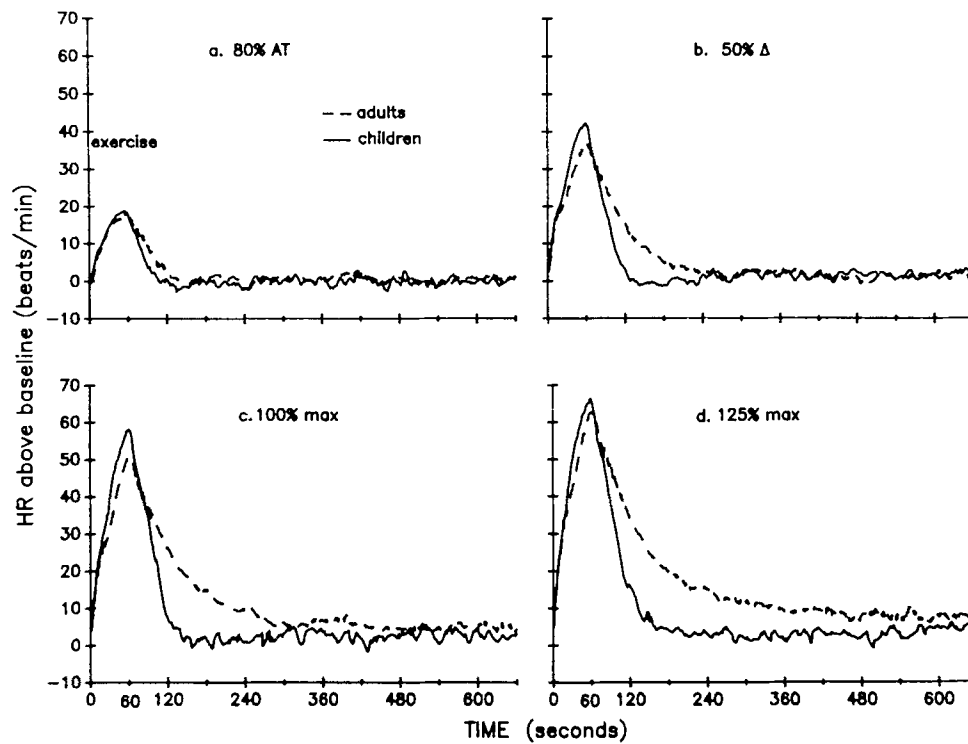 HR above baseline (beats/min)
70
60
50
40
30
20
10
0
−10
a. 80% AT
adults
children
exercise
b. 50% Δ
70
60
50
40
30
20
10
0
−10
c. 100% max
d. 125% max
0 60 120 240 360 480 600
0 60 120 240 360 480 600
TIME (seconds)